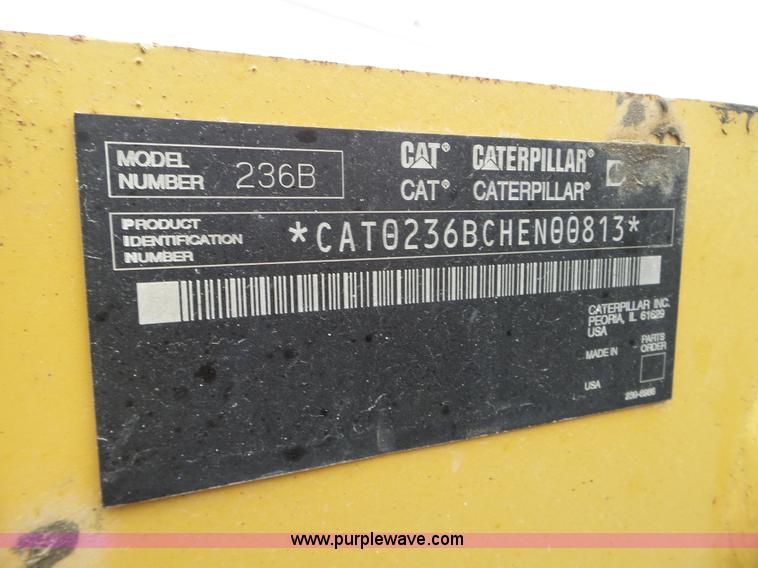 MODEL NUMBER 236B
CAT® CATERPILLAR®
CAT® CATERPILLAR®
PRODUCT IDENTIFICATION NUMBER *CAT0236BCHEN00813*
CATERPILLAR INC.
PEORIA, IL 61629
USA
MADE IN
PARTS ORDER
USA
www.purplewave.com